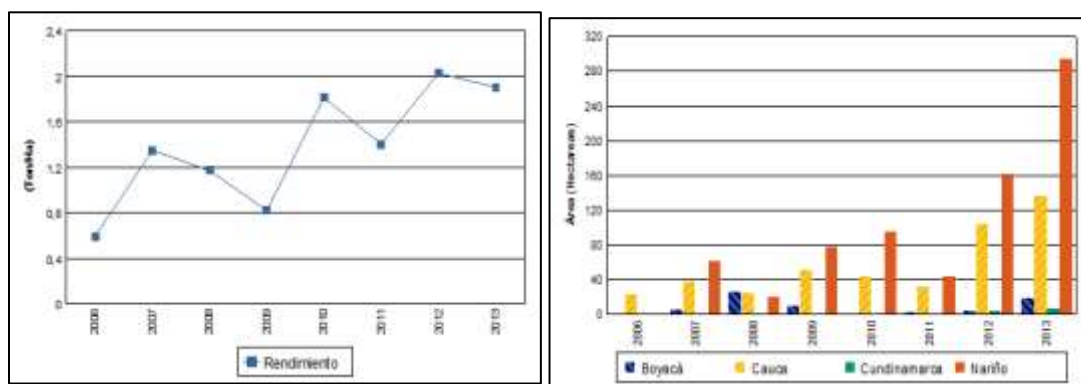 2,4
2
1,6
1,2
0,8
0,4
0
(Ton/Ha)
2006 2007 2008 2009 2010 2011 2012 2013
Rendimiento
320
280
240
200
160
120
80
40
0
Área (Hectáreas)
2006 2007 2008 2009 2010 2011 2012 2013
Boyacá Cauca Cundinamarca Nariño